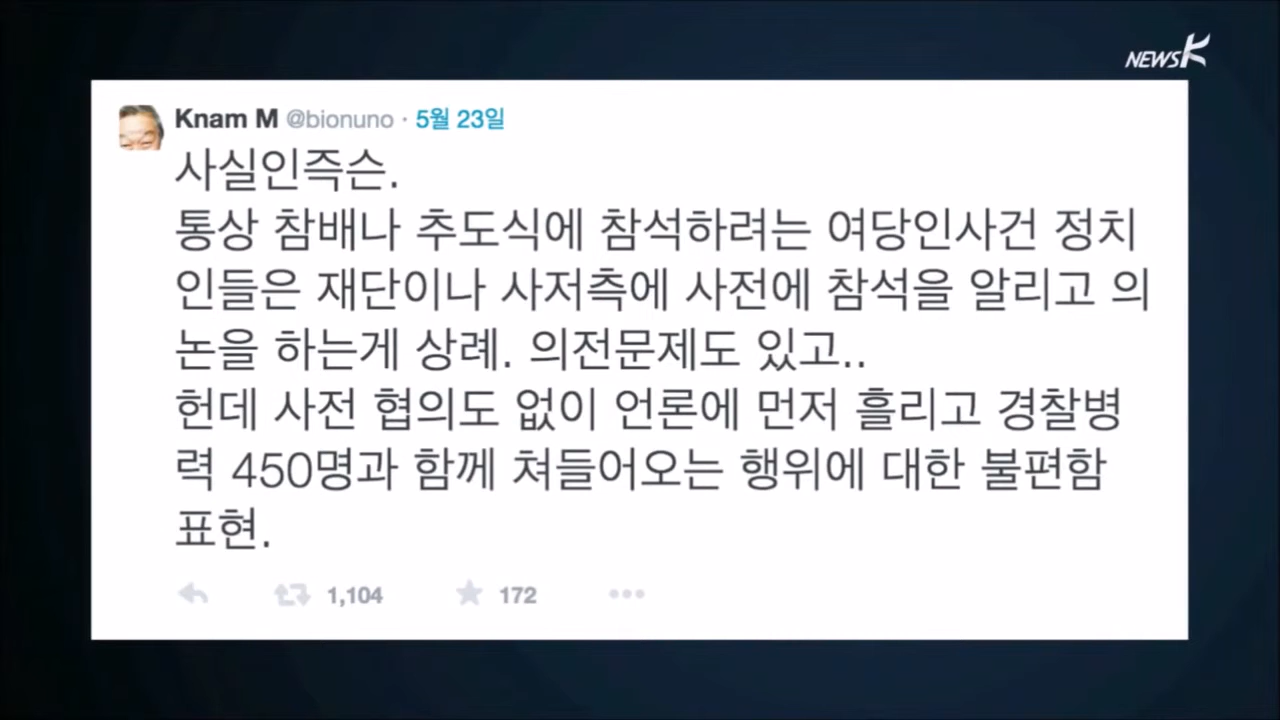 NEWSK
Knam M @bionuno · 5월 23일
사실인즉슨.
통상 참배나 추도식에 참석하려는 여당인사건 정치
인들은 재단이나 사저측에 사전에 참석을 알리고 의
논을 하는게 상례. 의전문제도 있고..
헌데 사전 협의도 없이 언론에 먼저 흘리고 경찰병
력 450명과 함께 쳐들어오는 행위에 대한 불편함
표현.
1,104 172